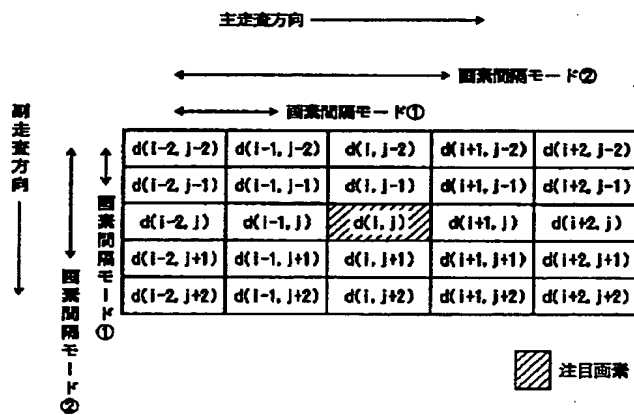 主走査方向
画素間隔モード②
画素間隔モード①
副走査方向
画素間隔モード①
画素間隔モード②
d(i-2, j-2) d(i-1, j-2) d(i, j-2) d(i+1, j-2) d(i+2, j-2)
d(i-2, j-1) d(i-1, j-1) d(i, j-1) d(i+1, j-1) d(i+2, j-1)
d(i-2, j) d(i-1, j) d(i, j) d(i+1, j) d(i+2, j)
d(i-2, j+1) d(i-1, j+1) d(i, j+1) d(i+1, j+1) d(i+2, j+1)
d(i-2, j+2) d(i-1, j+2) d(i, j+2) d(i+1, j+2) d(i+2, j+2)
注目画素